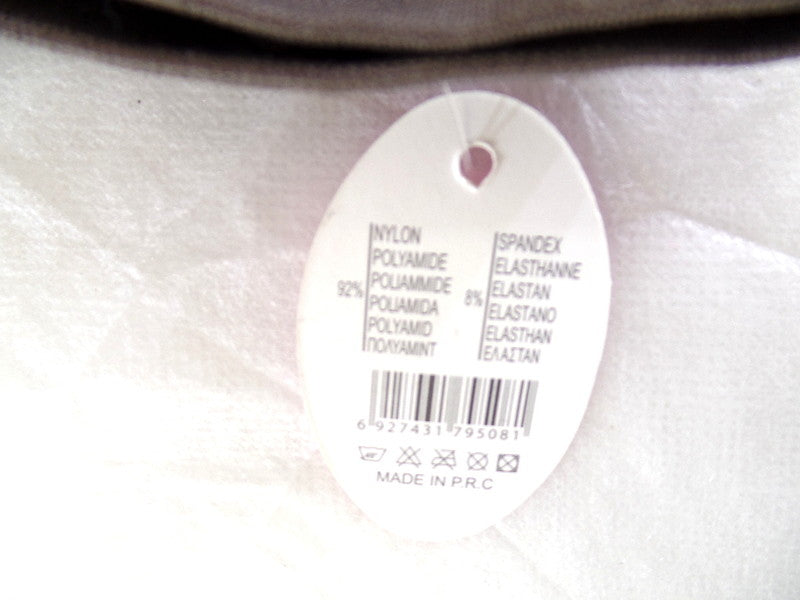 92%
NYLON
POLYAMIDE
POLIAMMIDE
POLIAMIDA
POLYAMID
ΠΟΛΥΑΜΙΝΤ
8%
SPANDEX
ELASTHANNE
ELASTAN
ELASTANO
ELASTHAN
ΕΛΑΣΤΑΝ
6 927431 795081
MADE IN P.R.C